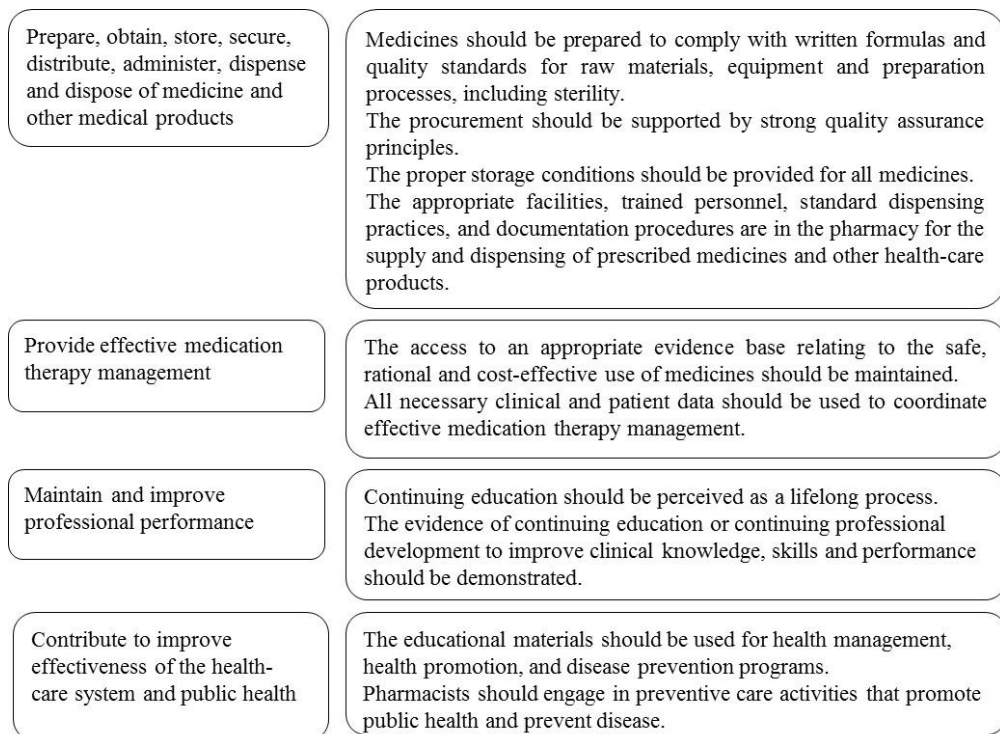 Prepare, obtain, store, secure,
distribute, administer, dispense
and dispose of medicine and
other medical products
Medicines should be prepared to comply with written formulas and
quality standards for raw materials, equipment and preparation
processes, including sterility.
The procurement should be supported by strong quality assurance
principles.
The proper storage conditions should be provided for all medicines.
The appropriate facilities, trained personnel, standard dispensing
practices, and documentation procedures are in the pharmacy for the
supply and dispensing of prescribed medicines and other health-care
products.
Provide effective medication
therapy management
The access to an appropriate evidence base relating to the safe,
rational and cost-effective use of medicines should be maintained.
All necessary clinical and patient data should be used to coordinate
effective medication therapy management.
Maintain and improve
professional performance
Continuing education should be perceived as a lifelong process.
The evidence of continuing education or continuing professional
development to improve clinical knowledge, skills and performance
should be demonstrated.
Contribute to improve
effectiveness of the health-
care system and public health
The educational materials should be used for health management,
health promotion, and disease prevention programs.
Pharmacists should engage in preventive care activities that promote
public health and prevent disease.